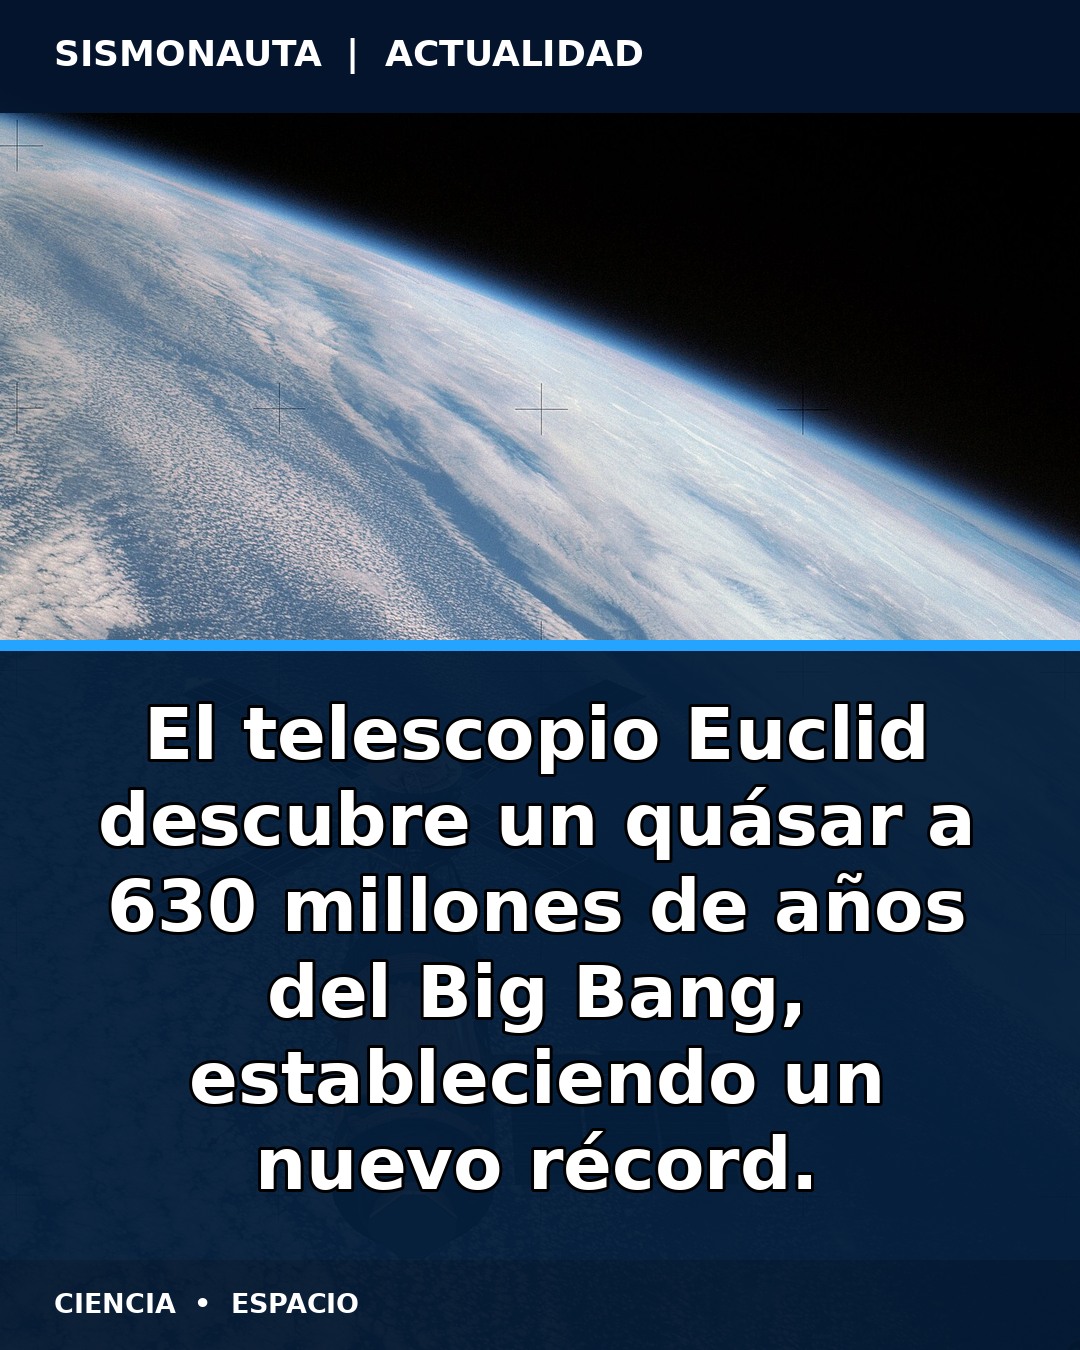 SISMONAUTA | ACTUALIDAD
El telescopio Euclid
descubre un quásar a
630 millones de años
del Big Bang,
estableciendo un
nuevo récord.
CIENCIA • ESPACIO